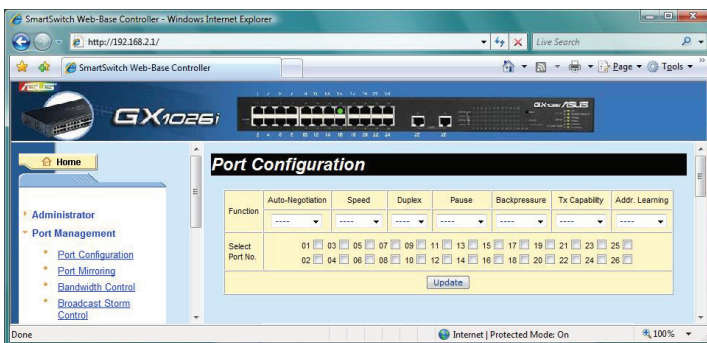 SmartSwitch Web-Base Controller - Windows Internet Explorer
http://192.168.2.1/
Live Search
SmartSwitch Web-Base Controller
Page
Tools
ASUS
GX1026i
ASUS
Home
Port Configuration
Function
Auto-Negotiation Speed Duplex Pause Backpressure Tx Capability Addr. Learning
---- ---- ---- ---- ---- ---- ----
Administrator
Port Management
Port Configuration
Port Mirroring
Bandwidth Control
Broadcast Storm
Control
Select
Port No.
01 03 05 07 09 11 13 15 17 19 21 23 25
02 04 06 08 10 12 14 16 18 20 22 24 26
Update
Done
Internet | Protected Mode: On
100%